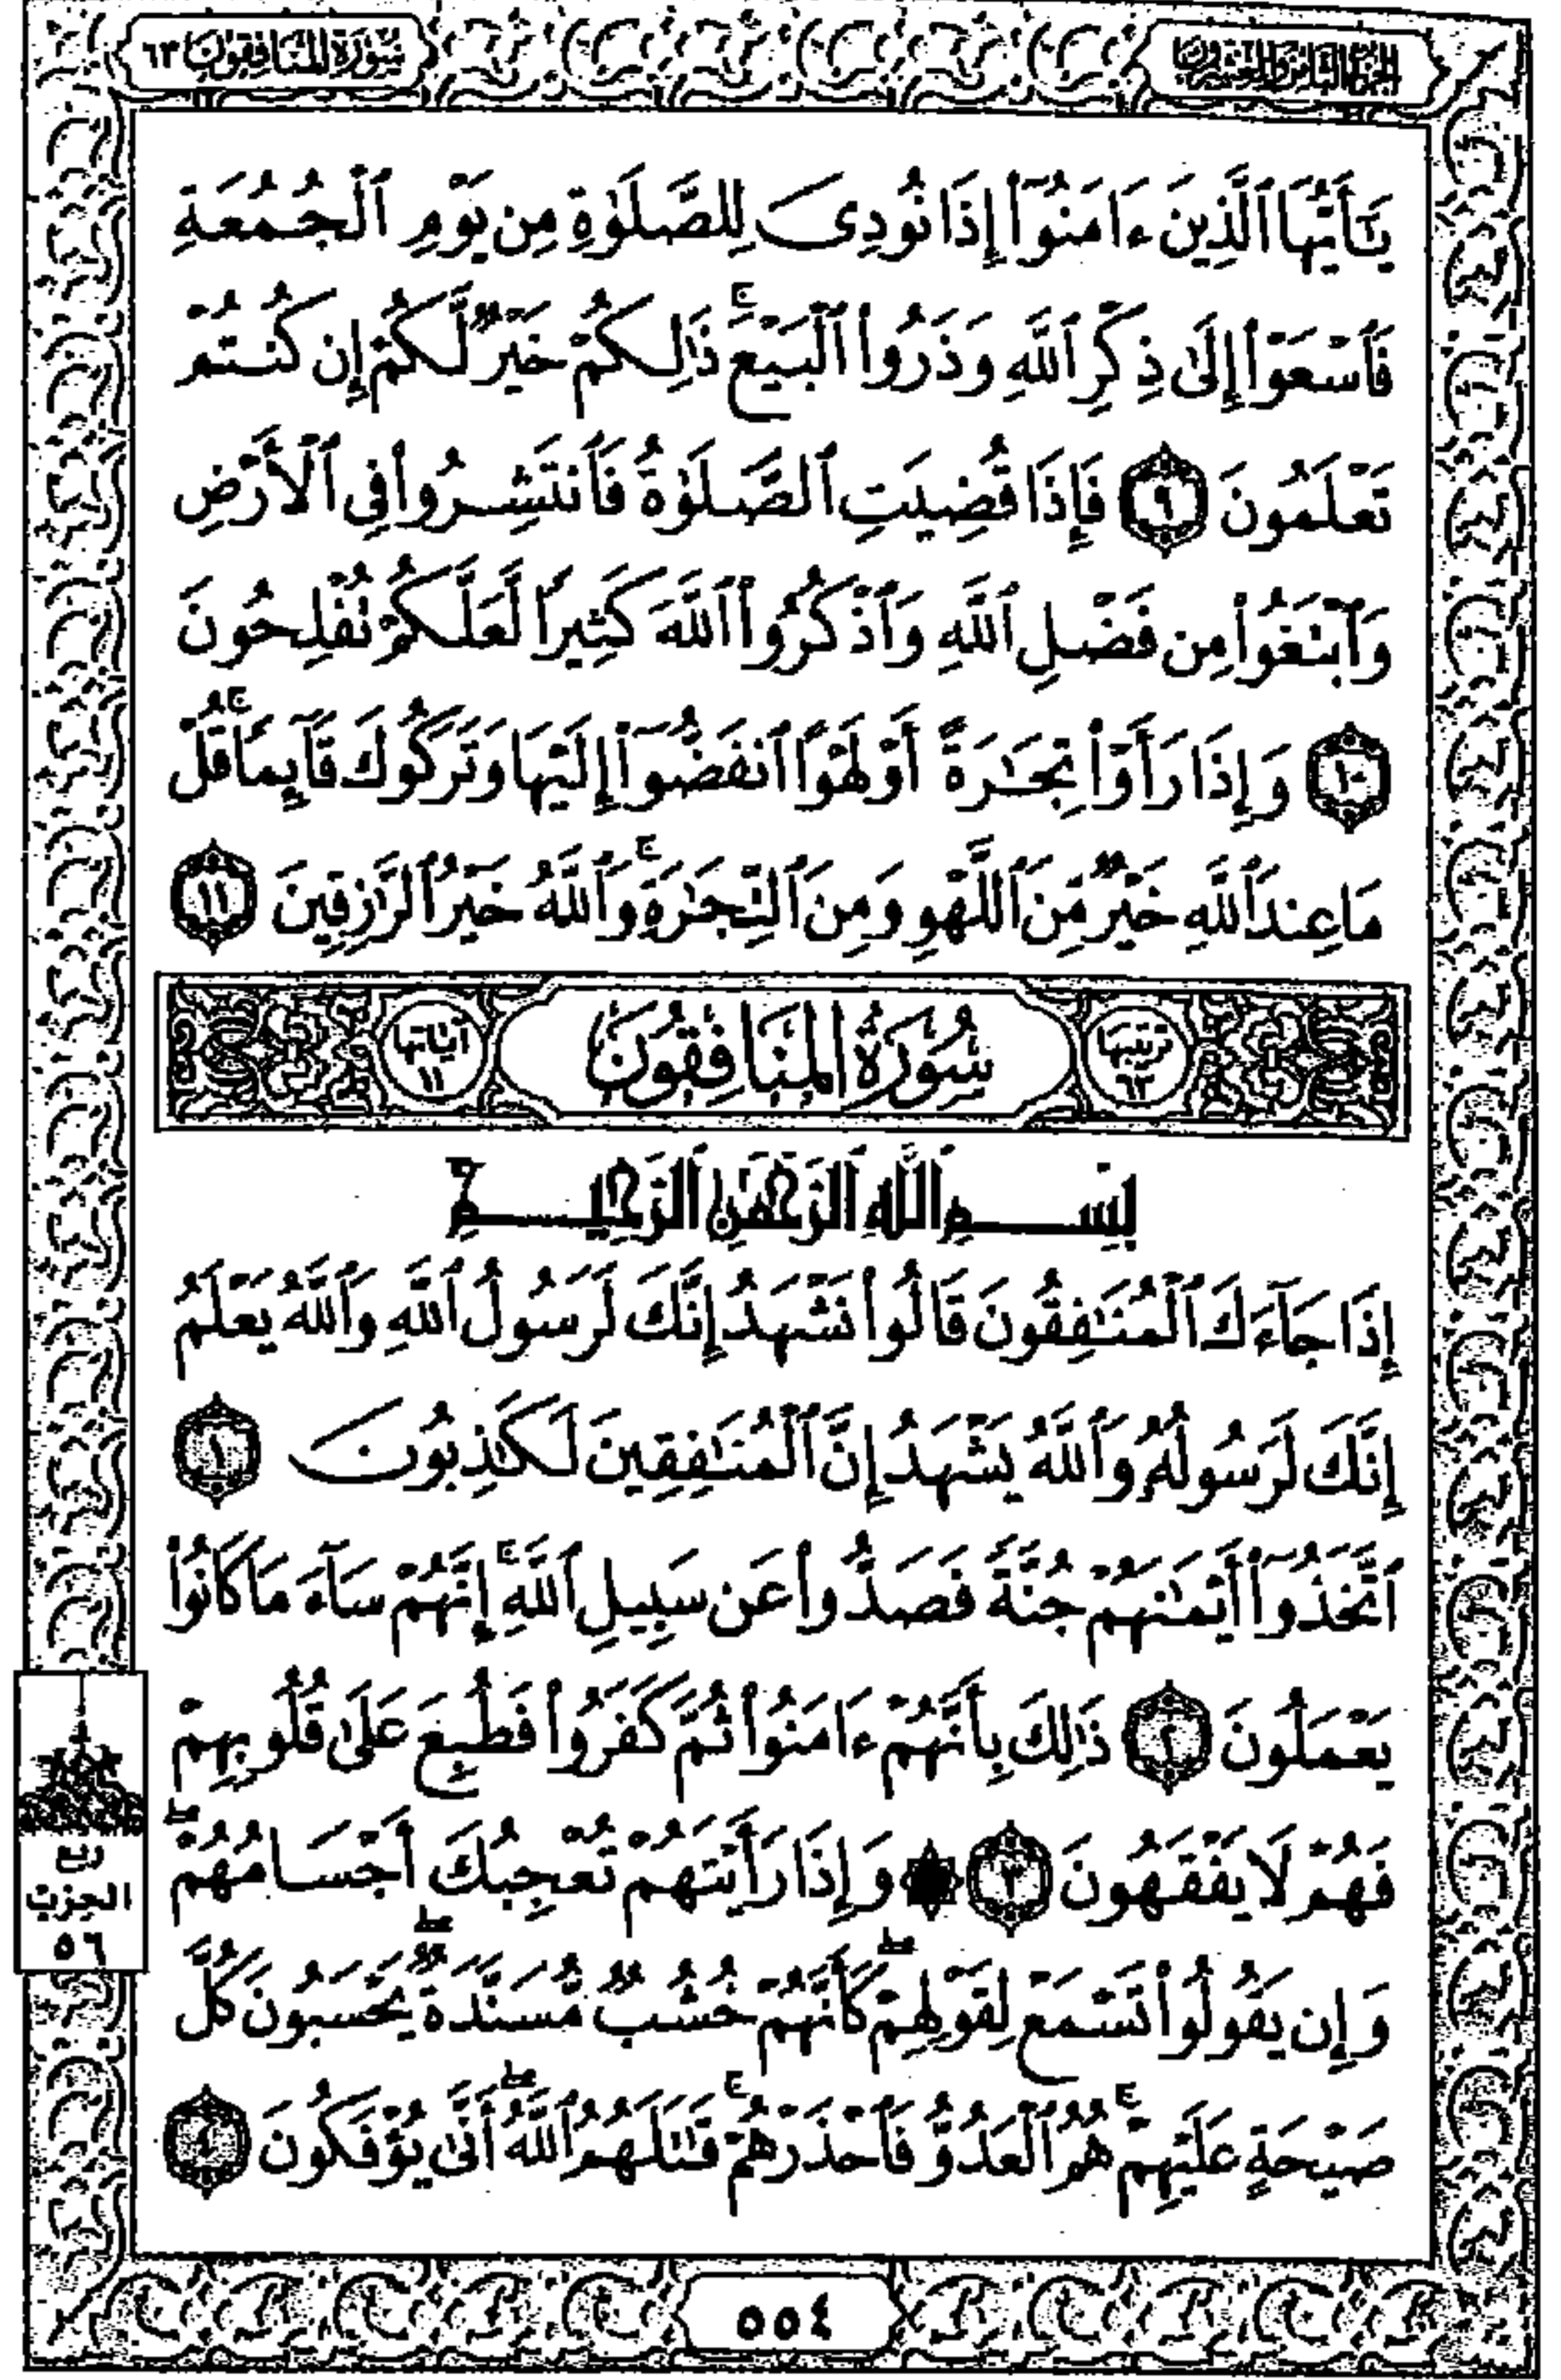 الجزء الثامن والعشرون
سورة المنافقون ٦٣
يَـٰٓأَيُّهَا ٱلَّذِينَ ءَامَنُوٓا۟ إِذَا نُودِىَ لِلصَّلَوٰةِ مِن يَوْمِ ٱلْجُمُعَةِ
فَٱسْعَوْا۟ إِلَىٰ ذِكْرِ ٱللَّهِ وَذَرُوا۟ ٱلْبَيْعَ ۚ ذَٰلِكُمْ خَيْرٌ لَّكُمْ إِن كُنتُمْ
تَعْلَمُونَ ٩ فَإِذَا قُضِيَتِ ٱلصَّلَوٰةُ فَٱنتَشِرُوا۟ فِى ٱلْأَرْضِ
وَٱبْتَغُوا۟ مِن فَضْلِ ٱللَّهِ وَٱذْكُرُوا۟ ٱللَّهَ كَثِيرًا لَّعَلَّكُمْ تُفْلِحُونَ
١٠ وَإِذَا رَأَوْا۟ تِجَـٰرَةً أَوْ لَهْوًا ٱنفَضُّوٓا۟ إِلَيْهَا وَتَرَكُوكَ قَآئِمًا ۚ قُلْ
مَا عِندَ ٱللَّهِ خَيْرٌ مِّنَ ٱللَّهْوِ وَمِنَ ٱلتِّجَـٰرَةِ ۚ وَٱللَّهُ خَيْرُ ٱلرَّٰزِقِينَ ١١
ترتيبها ٦٣ سُورَةُ المُنَافِقُونَ آياتها ١١
بِسْمِ ٱللَّهِ ٱلرَّحْمَـٰنِ ٱلرَّحِيمِ
إِذَا جَآءَكَ ٱلْمُنَـٰفِقُونَ قَالُوا۟ نَشْهَدُ إِنَّكَ لَرَسُولُ ٱللَّهِ وَٱللَّهُ يَعْلَمُ
إِنَّكَ لَرَسُولُهُۥ وَٱللَّهُ يَشْهَدُ إِنَّ ٱلْمُنَـٰفِقِينَ لَكَـٰذِبُونَ ١
ٱتَّخَذُوٓا۟ أَيْمَـٰنَهُمْ جُنَّةً فَصَدُّوا۟ عَن سَبِيلِ ٱللَّهِ ۚ إِنَّهُمْ سَآءَ مَا كَانُوا۟
يَعْمَلُونَ ٢ ذَٰلِكَ بِأَنَّهُمْ ءَامَنُوا۟ ثُمَّ كَفَرُوا۟ فَطُبِعَ عَلَىٰ قُلُوبِهِمْ
فَهُمْ لَا يَفْقَهُونَ ٣ ۞ وَإِذَا رَأَيْتَهُمْ تُعْجِبُكَ أَجْسَامُهُمْ ۖ
وَإِن يَقُولُوا۟ تَسْمَعْ لِقَوْلِهِمْ ۖ كَأَنَّهُمْ خُشُبٌ مُّسَنَّدَةٌ ۖ يَحْسَبُونَ كُلَّ
صَيْحَةٍ عَلَيْهِمْ ۚ هُمُ ٱلْعَدُوُّ فَٱحْذَرْهُمْ ۚ قَـٰتَلَهُمُ ٱللَّهُ ۖ أَنَّىٰ يُؤْفَكُونَ ٤
ربع
الحزب
٥٦
٥٥٤